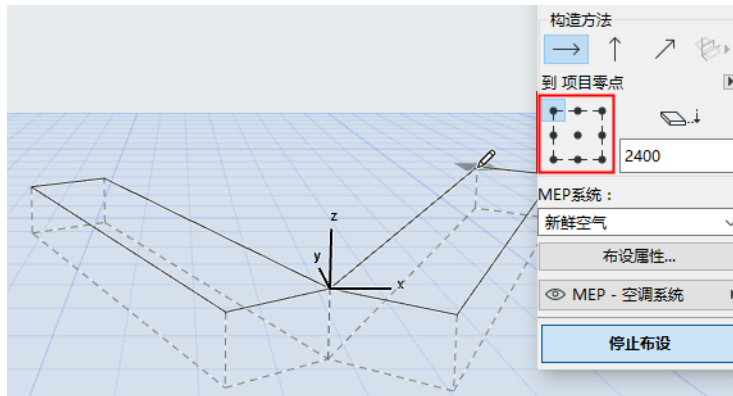 构造方法
到 项目零点
2400
MEP系统：
新鲜空气
布设属性...
MEP - 空调系统
停止布设
z
y
x